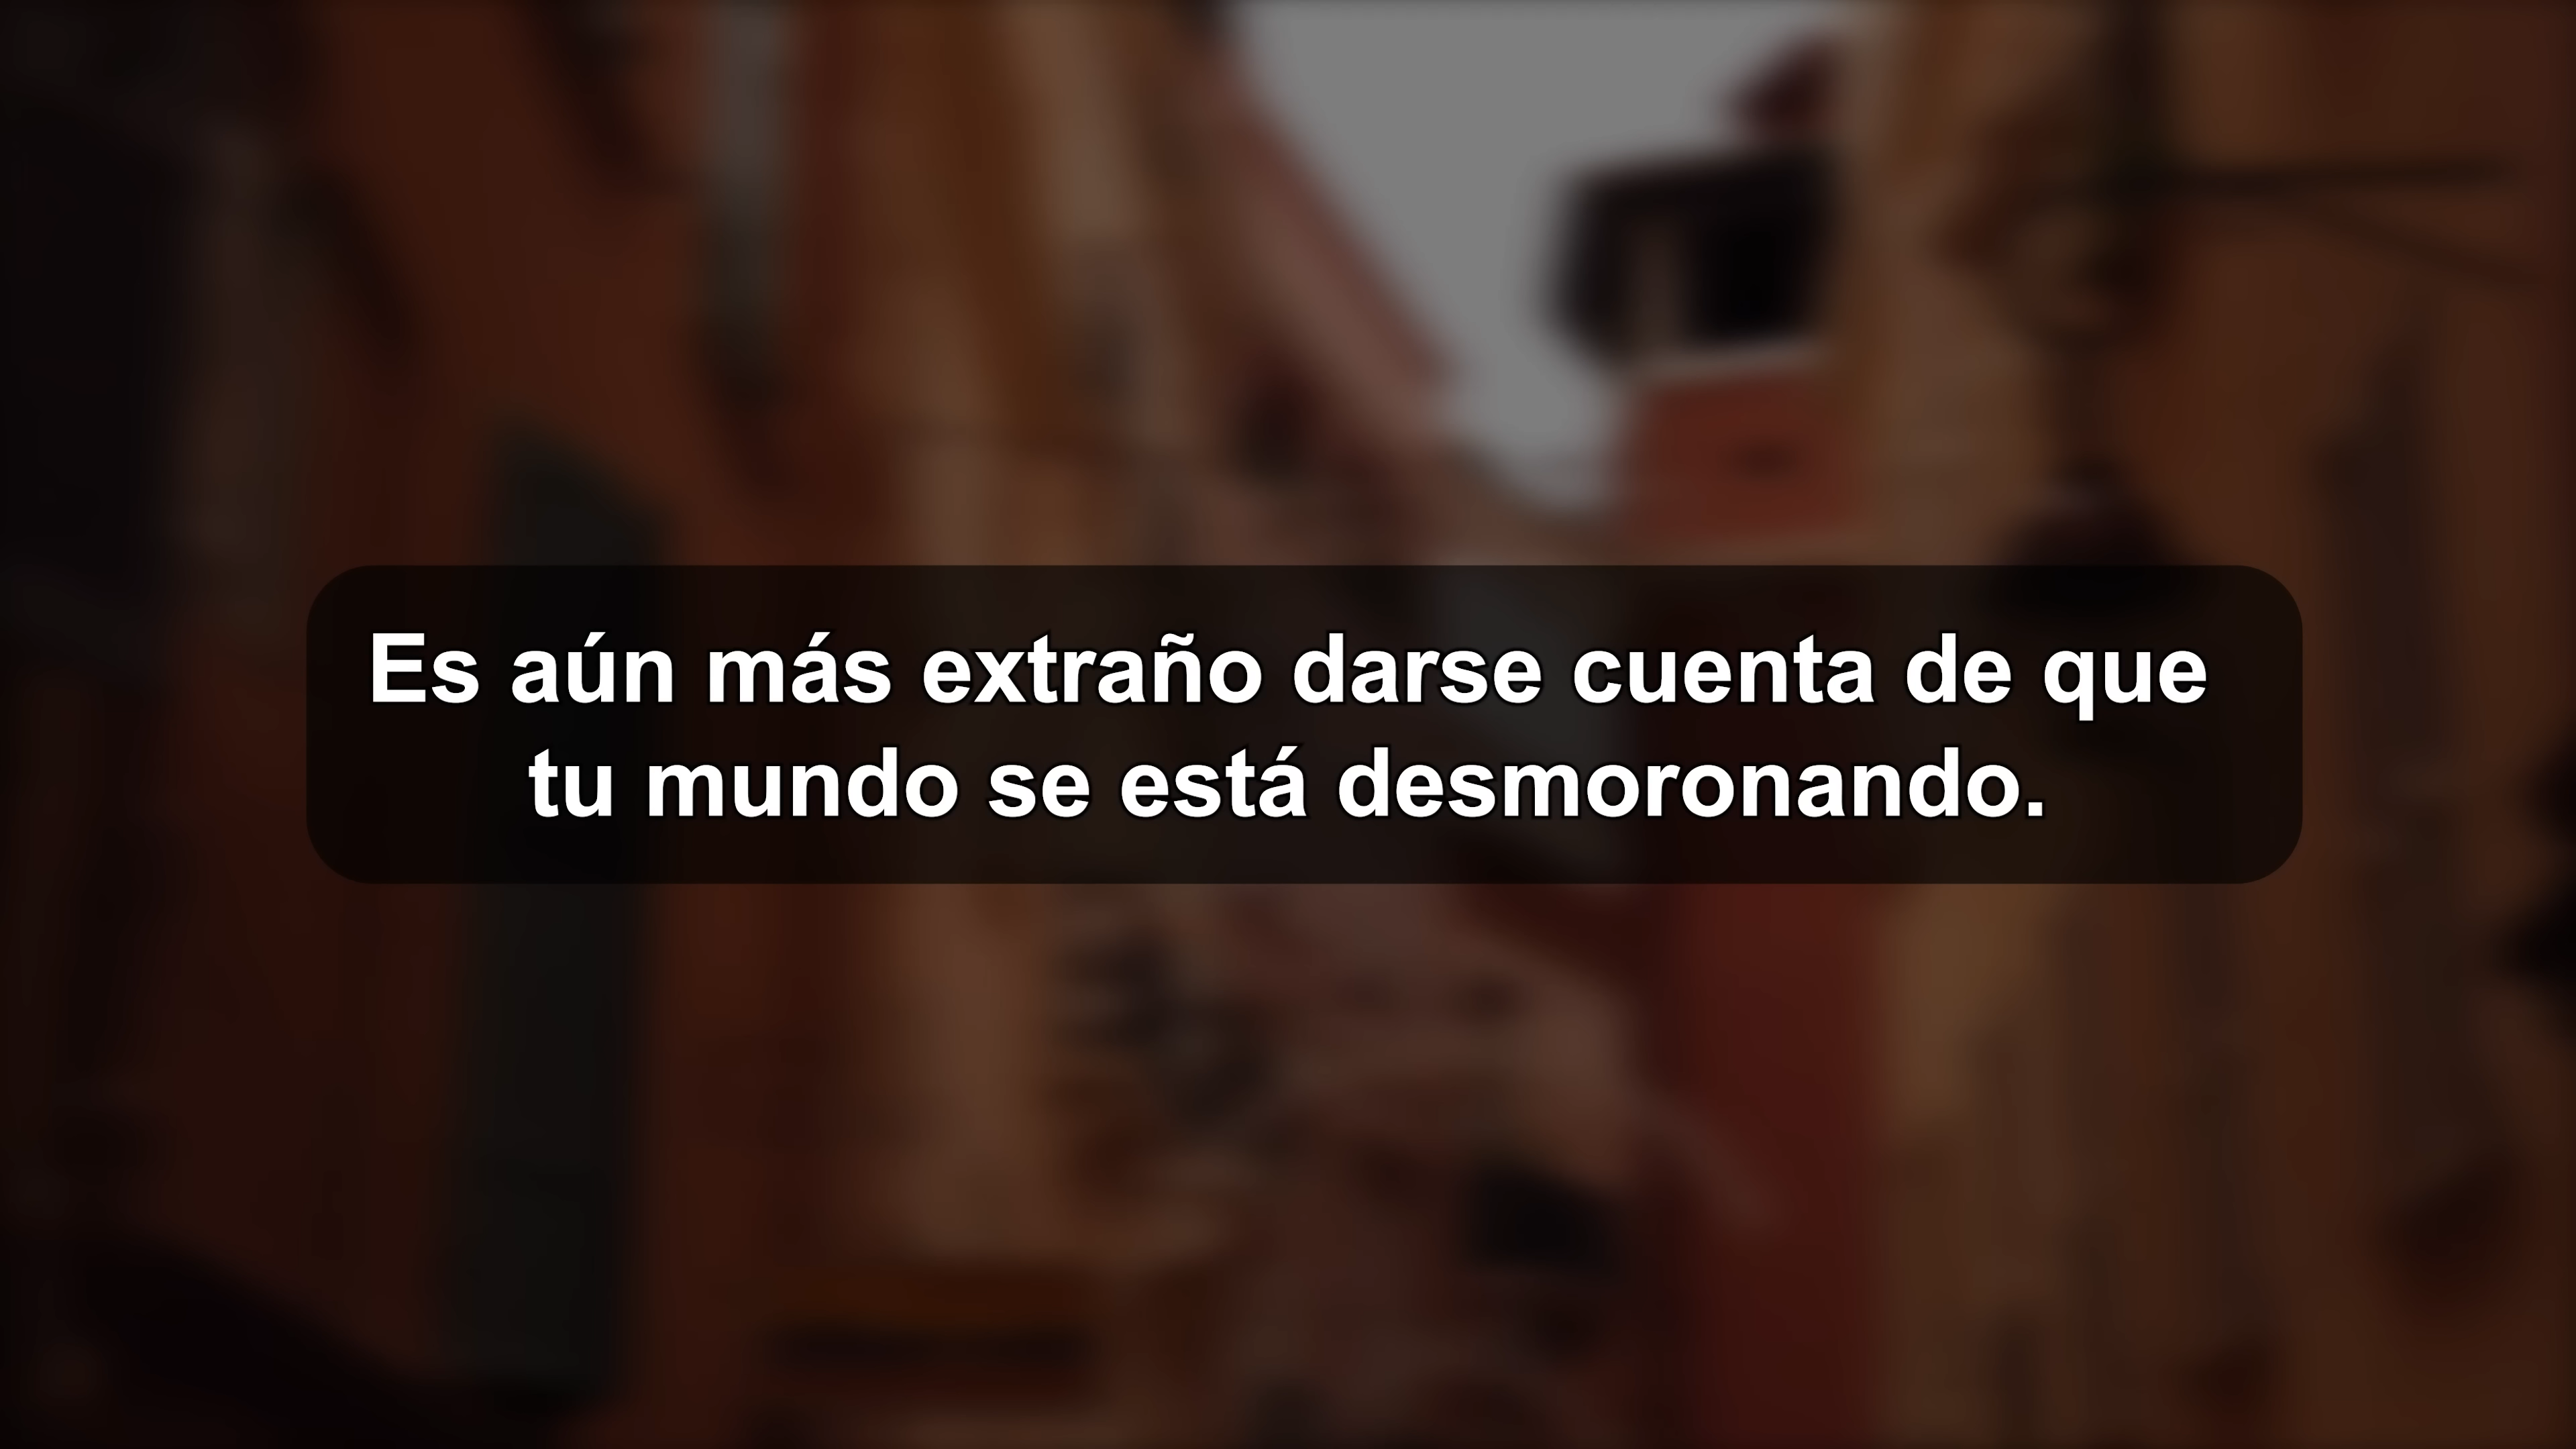 Es aún más extraño darse cuenta de que
tu mundo se está desmoronando.